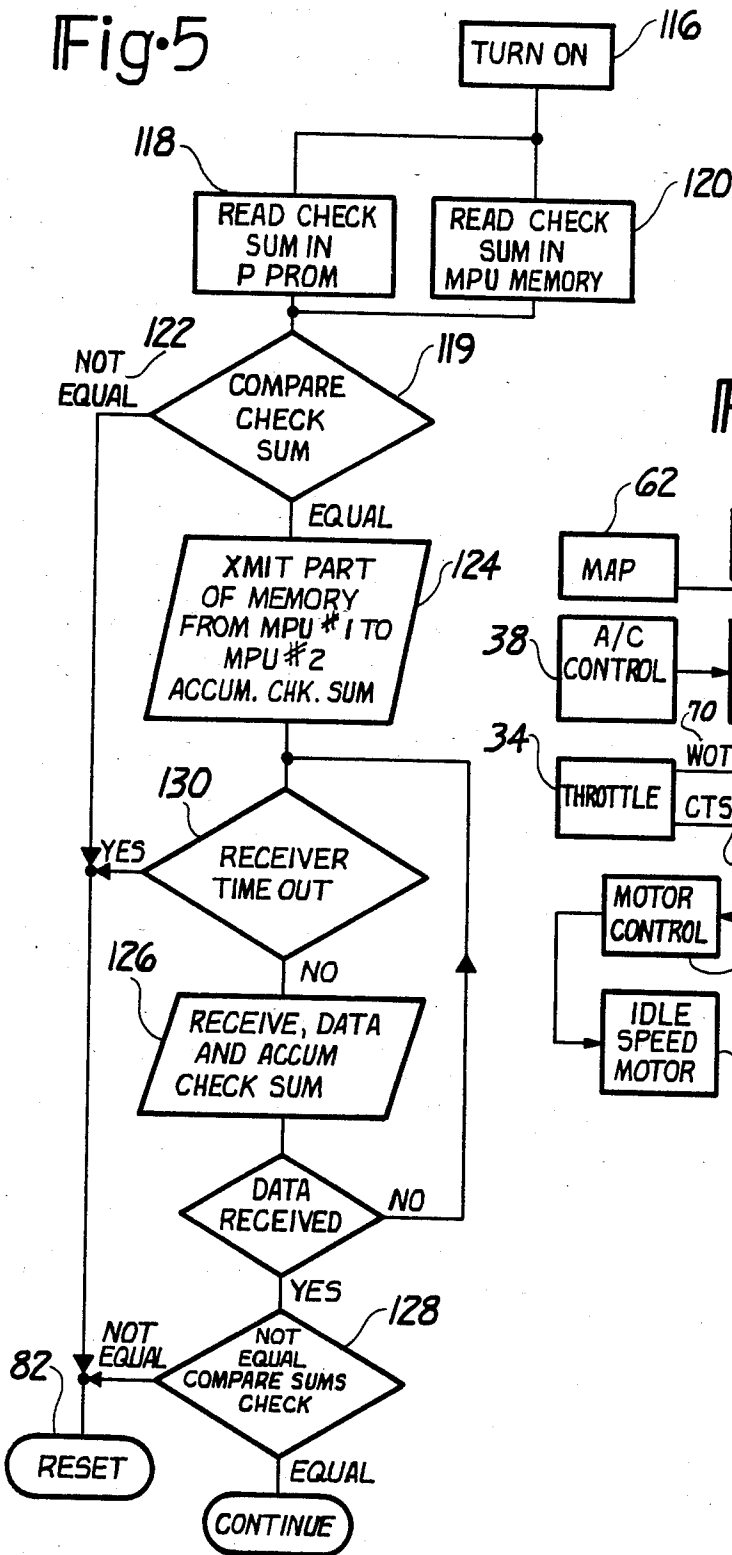 Fig.5
116
TURN ON
118
READ CHECK
SUM IN
P PROM
120
READ CHECK
SUM IN
MPU MEMORY
122
NOT
EQUAL
119
COMPARE
CHECK
SUM
EQUAL
124
XMIT PART
OF MEMORY
FROM MPU #1 TO
MPU #2
ACCUM. CHK. SUM
130
YES
RECEIVER
TIME OUT
NO
126
RECEIVE, DATA
AND ACCUM
CHECK SUM
DATA
RECEIVED
NO
YES
128
NOT
EQUAL
NOT
EQUAL
COMPARE SUMS
CHECK
82
RESET
EQUAL
CONTINUE
62
MAP
38
A/C
CONTROL
34
70
WOT
THROTTLE
CTS
MOTOR
CONTROL
IDLE
SPEED
MOTOR